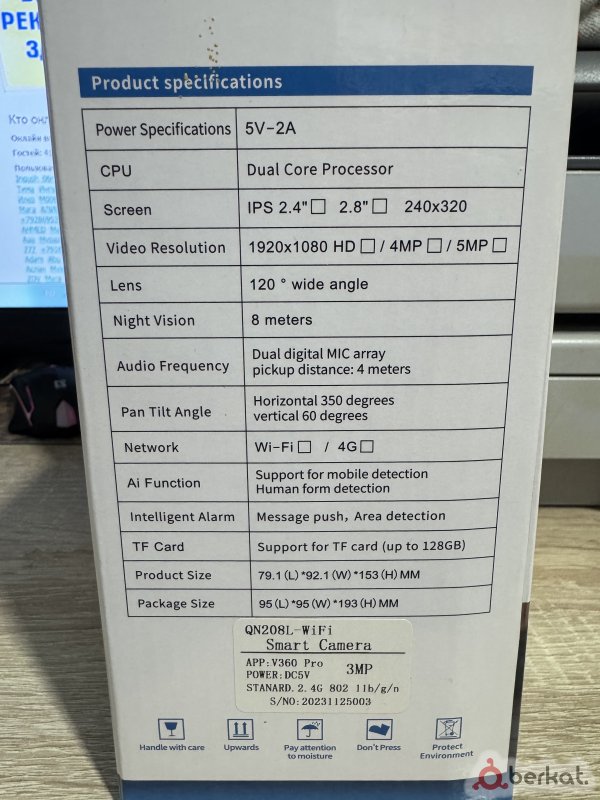 РЕК
Кто онл
Гостей: 4
Product specifications
Power Specifications 5V-2A
CPU Dual Core Processor
Screen IPS 2.4"☐ 2.8"☐ 240x320
Video Resolution 1920x1080 HD ☐ / 4MP ☐ / 5MP ☐
Lens 120 ° wide angle
Night Vision 8 meters
Audio Frequency Dual digital MIC array
pickup distance: 4 meters
Pan Tilt Angle Horizontal 350 degrees
vertical 60 degrees
Network Wi-Fi ☐ / 4G ☐
Ai Function Support for mobile detection
Human form detection
Intelligent Alarm Message push, Area detection
TF Card Support for TF card (up to 128GB)
Product Size 79.1 (L) *92.1 (W) *153 (H) MM
Package Size 95 (L) *95 (W) *193 (H) MM
QN208L-WiFi
Smart Camera
APP:V360 Pro 3MP
POWER:DC5V
STANARD. 2.4G 802 11b/g/n
S/NO: 20231125003
Handle with care Upwards Pay attention to moisture Don't Press Protect Environment
berkat.